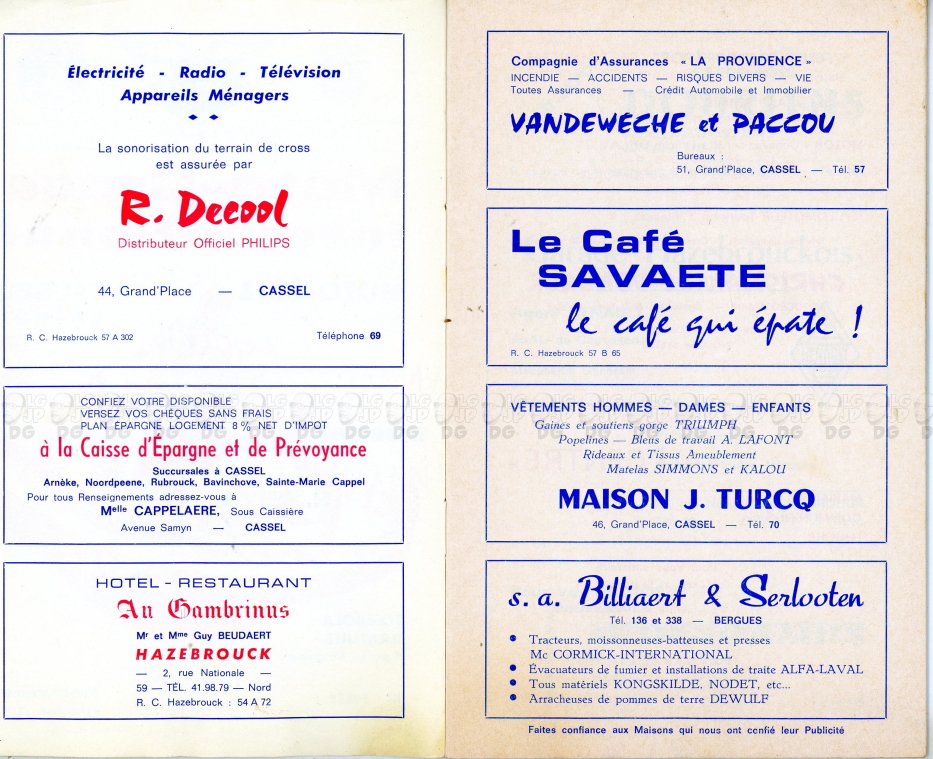 Électricité - Radio - Télévision
Appareils Ménagers
La sonorisation du terrain de cross
est assurée par
R. Decool
Distributeur Officiel PHILIPS
44, Grand'Place — CASSEL
R. C. Hazebrouck 57 A 302 Téléphone 69
CONFIEZ VOTRE DISPONIBLE
VERSEZ VOS CHÈQUES SANS FRAIS
PLAN ÉPARGNE LOGEMENT 8 % NET D'IMPOT
à la Caisse d'Épargne et de Prévoyance
Succursales à CASSEL
Arnèke, Noordpeene, Rubrouck, Bavinchove, Sainte-Marie Cappel
Pour tous Renseignements adressez-vous à
Melle CAPPELAERE, Sous Caissière
Avenue Samyn — CASSEL
HOTEL - RESTAURANT
Au Gambrinus
Mr et Mme Guy BEUDAERT
HAZEBROUCK
— 2, rue Nationale —
59 — TÉL. 41.98.79 — Nord
R. C. Hazebrouck : 54 A 72
Compagnie d'Assurances « LA PROVIDENCE »
INCENDIE — ACCIDENTS — RISQUES DIVERS — VIE
Toutes Assurances — Crédit Automobile et Immobilier
VANDEWECHE et PACCOU
Bureaux :
51, Grand'Place, CASSEL — Tél. 57
Le Café
SAVAETE
le café qui épate !
R. C. Hazebrouck 57 B 65
VÊTEMENTS HOMMES — DAMES — ENFANTS
Gaines et soutiens gorge TRIUMPH
Popelines — Bleus de travail A. LAFONT
Rideaux et Tissus Ameublement
Matelas SIMMONS et KALOU
MAISON J. TURCQ
46, Grand'Place, CASSEL — Tél. 70
s. a. Billiaert & Serlooten
Tél. 136 et 338 — BERGUES
• Tracteurs, moissonneuses-batteuses et presses
Mc CORMICK-INTERNATIONAL
• Évacuateurs de fumier et installations de traite ALFA-LAVAL
• Tous matériels KONGSKILDE, NODET, etc...
• Arracheuses de pommes de terre DEWULF
Faites confiance aux Maisons qui nous ont cenfié leur Publicité